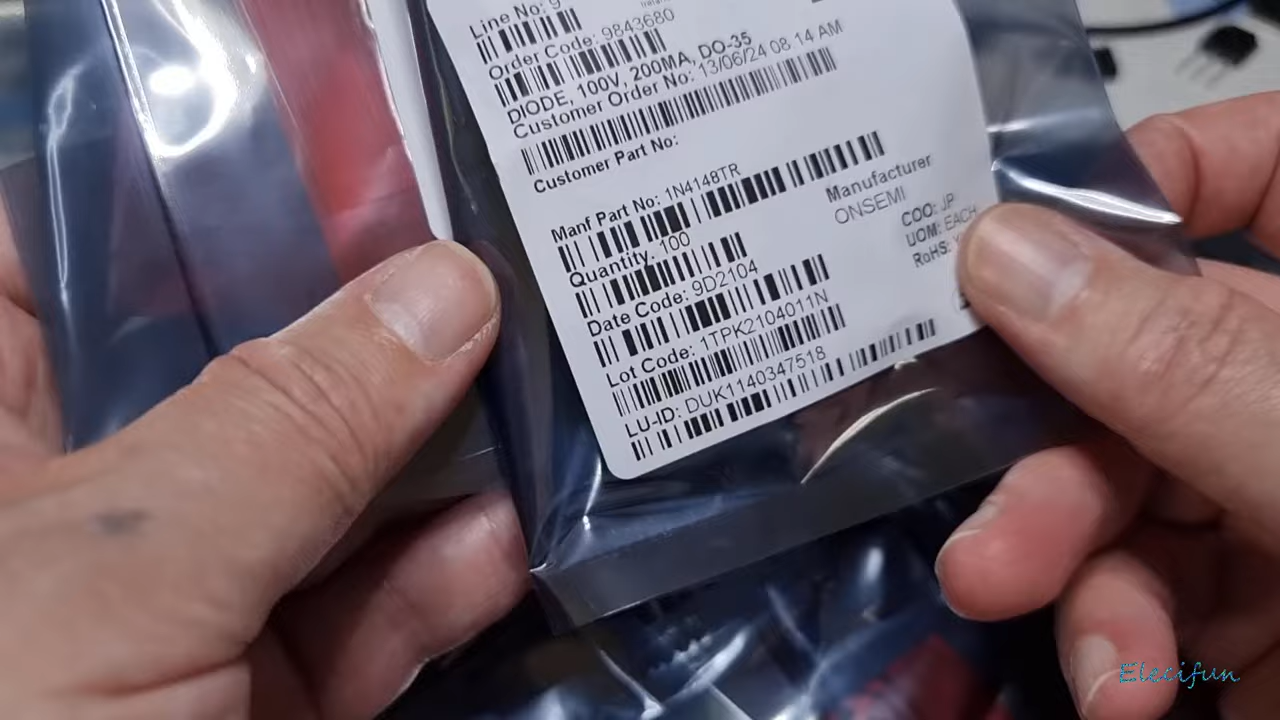 Line No: 9
Order Code: 9843680
DIODE, 100V, 200MA, DO-35
Customer Order No: 13/06/24 08 14 AM
Customer Part No:
Manf Part No: 1N4148TR
Quantity: 100
Date Code: 9D2104
Lot Code: 1TPK2104011N
LU-ID: DUK1140347518
Manufacturer
ONSEMI
COO: JP
UOM: EACH
RoHS:
Elecifun